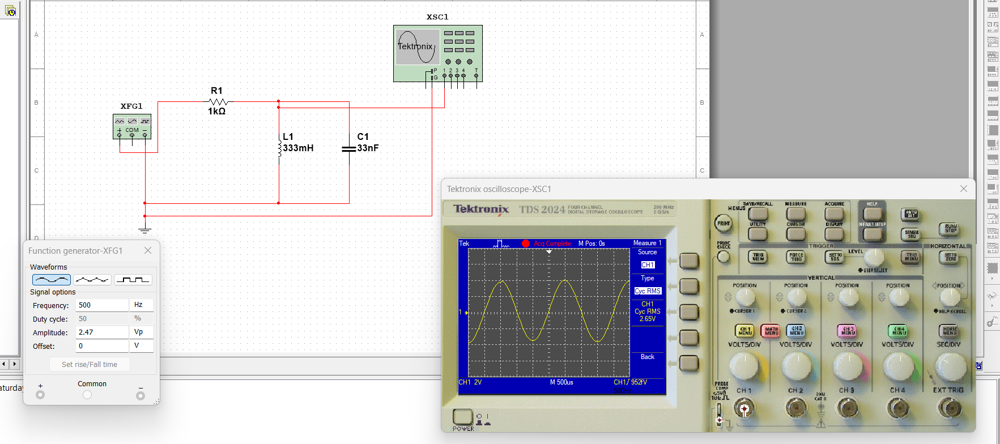 XSC1
Tektronix
P 1 2 3 4 T
G
A
A
B
B
C
C
D
R1
1kΩ
XFG1
+ COM −
L1
333mH
C1
33nF
Function generator-XFG1
Waveforms
Signal options
Frequency: 500 Hz
Duty cycle: 50 %
Amplitude: 2.47 Vp
Offset: 0 V
Set rise/Fall time
+ Common −
aturday
Tektronix oscilloscope-XSC1
Tektronix TDS 2024 FOUR CHANNEL DIGITAL STORAGE OSCILLOSCOPE 200 MHz 2 GS/s
Tek Acq Complete M Pos: 0s Measure 1
Source
CH1
Type
Cyc RMS
CH1
Cyc RMS
2.65V
Back
1
CH1 2V M 500us CH1 952fV
POWER
MENUS
SAVE/RECALL MEASURE ACQUIRE HELP
PRINT
AUTO SET
UTILITY CURSOR DISPLAY DEFAULT SETUP
SINGLE SEQ
RUN/STOP
PROBE CHECK
TRIGGER
LEVEL
HORIZONTAL
TRIG VIEW
FORCE TRIG
SET TO 50%
USER SELECT
TRIG MENU
SET TO ZERO
VERTICAL
POSITION POSITION POSITION POSITION POSITION
CURSOR 1 CURSOR 2 HELP SCROLL
CH 1 MENU
MATH MENU
CH 2 MENU
CH 3 MENU
CH 4 MENU
HORIZ MENU
VOLTS/DIV VOLTS/DIV VOLTS/DIV VOLTS/DIV SEC/DIV
PROBE COMP
~5V@
1kHz
CH 1 CH 2 CH 3 CH 4 EXT TRIG
300V
CAT II